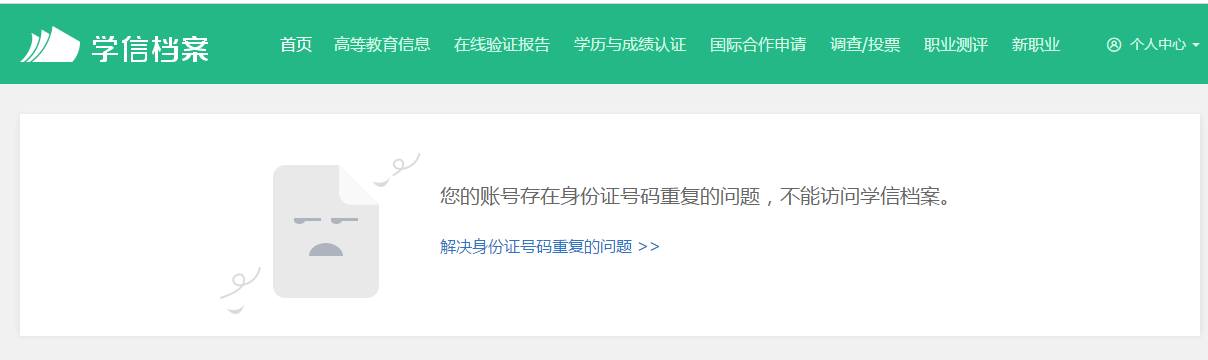 学信档案 首页 高等教育信息 在线验证报告 学历与成绩认证 国际合作申请 调查/投票 职业测评 新职业 个人中心
您的账号存在身份证号码重复的问题，不能访问学信档案。
解决身份证号码重复的问题 >>